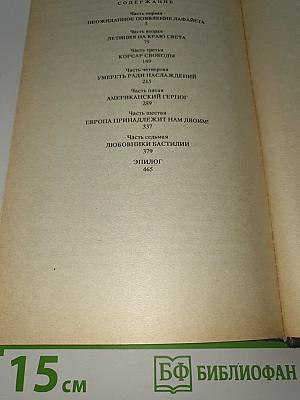 СОДЕРЖАНИЕ
Часть первая
НЕОЖИДАННОЕ ПОЯВЛЕНИЕ ЛАФАЙЕТА
5
Часть вторая
ЛЕТИЦИЯ НА КРАЮ СВЕТА
75
Часть третья
КОРСАР СВОБОДЫ
149
Часть четвертая
УМЕРЕТЬ РАДИ НАСЛАЖДЕНИЙ
215
Часть пятая
АМЕРИКАНСКИЙ ГЕРЦОГ
289
Часть шестая
ЕВРОПА ПРИНАДЛЕЖИТ НАМ ДВОИМ!
337
Часть седьмая
ЛЮБОВНИКИ БАСТИЛИИ
379
ЭПИЛОГ
465
15 см
БФ БИБЛИОФАН